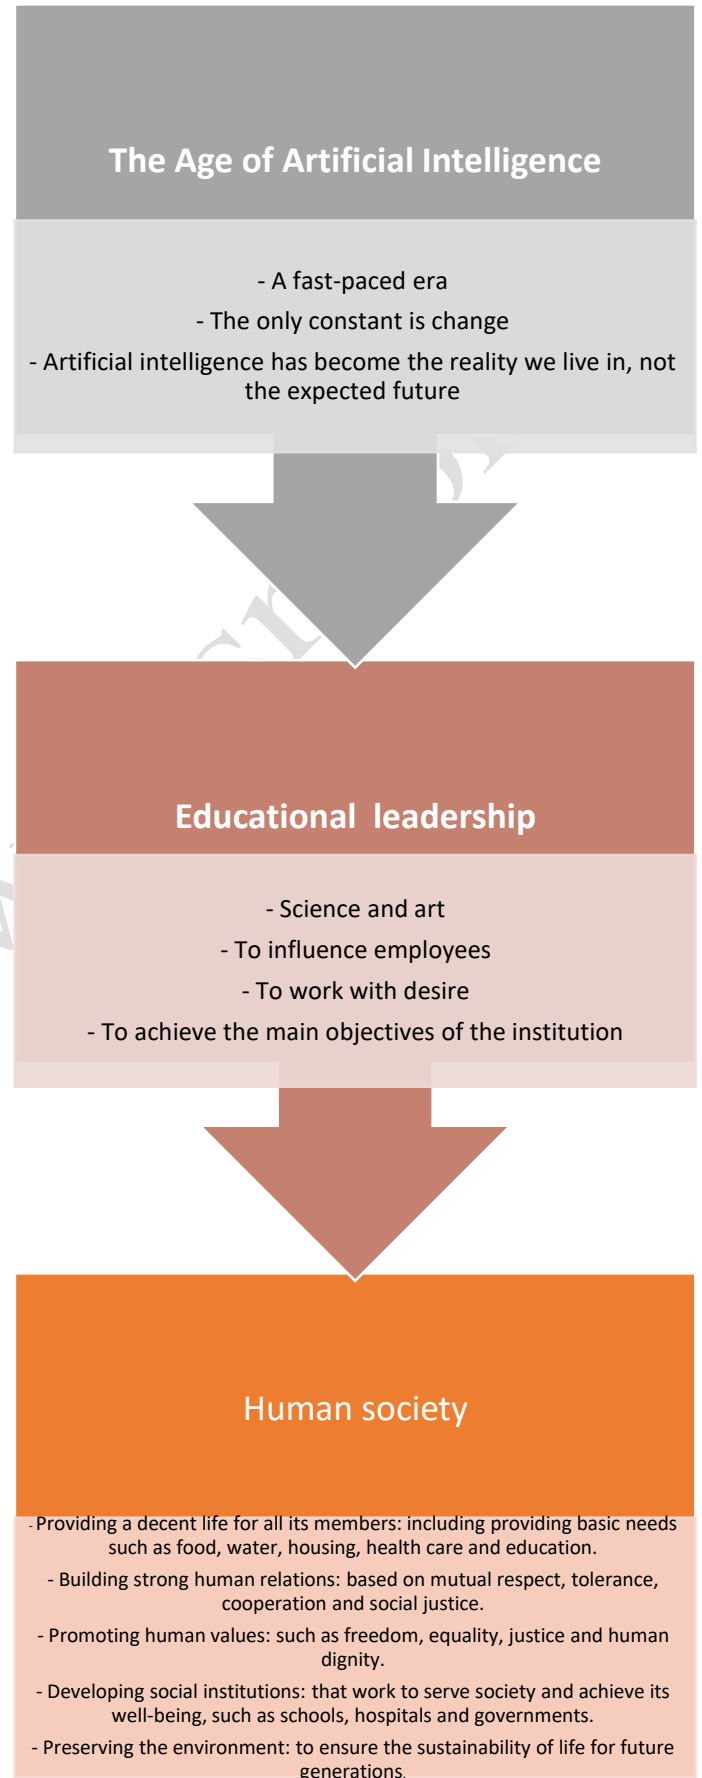 The Age of Artificial Intelligence
- A fast-paced era
- The only constant is change
- Artificial intelligence has become the reality we live in, not
the expected future
Educational  leadership
- Science and art
- To influence employees
- To work with desire
- To achieve the main objectives of the institution
Human society
- Providing a decent life for all its members: including providing basic needs
such as food, water, housing, health care and education.
- Building strong human relations: based on mutual respect, tolerance,
cooperation and social justice.
- Promoting human values: such as freedom, equality, justice and human
dignity.
- Developing social institutions: that work to serve society and achieve its
well-being, such as schools, hospitals and governments.
- Preserving the environment: to ensure the sustainability of life for future
generations.